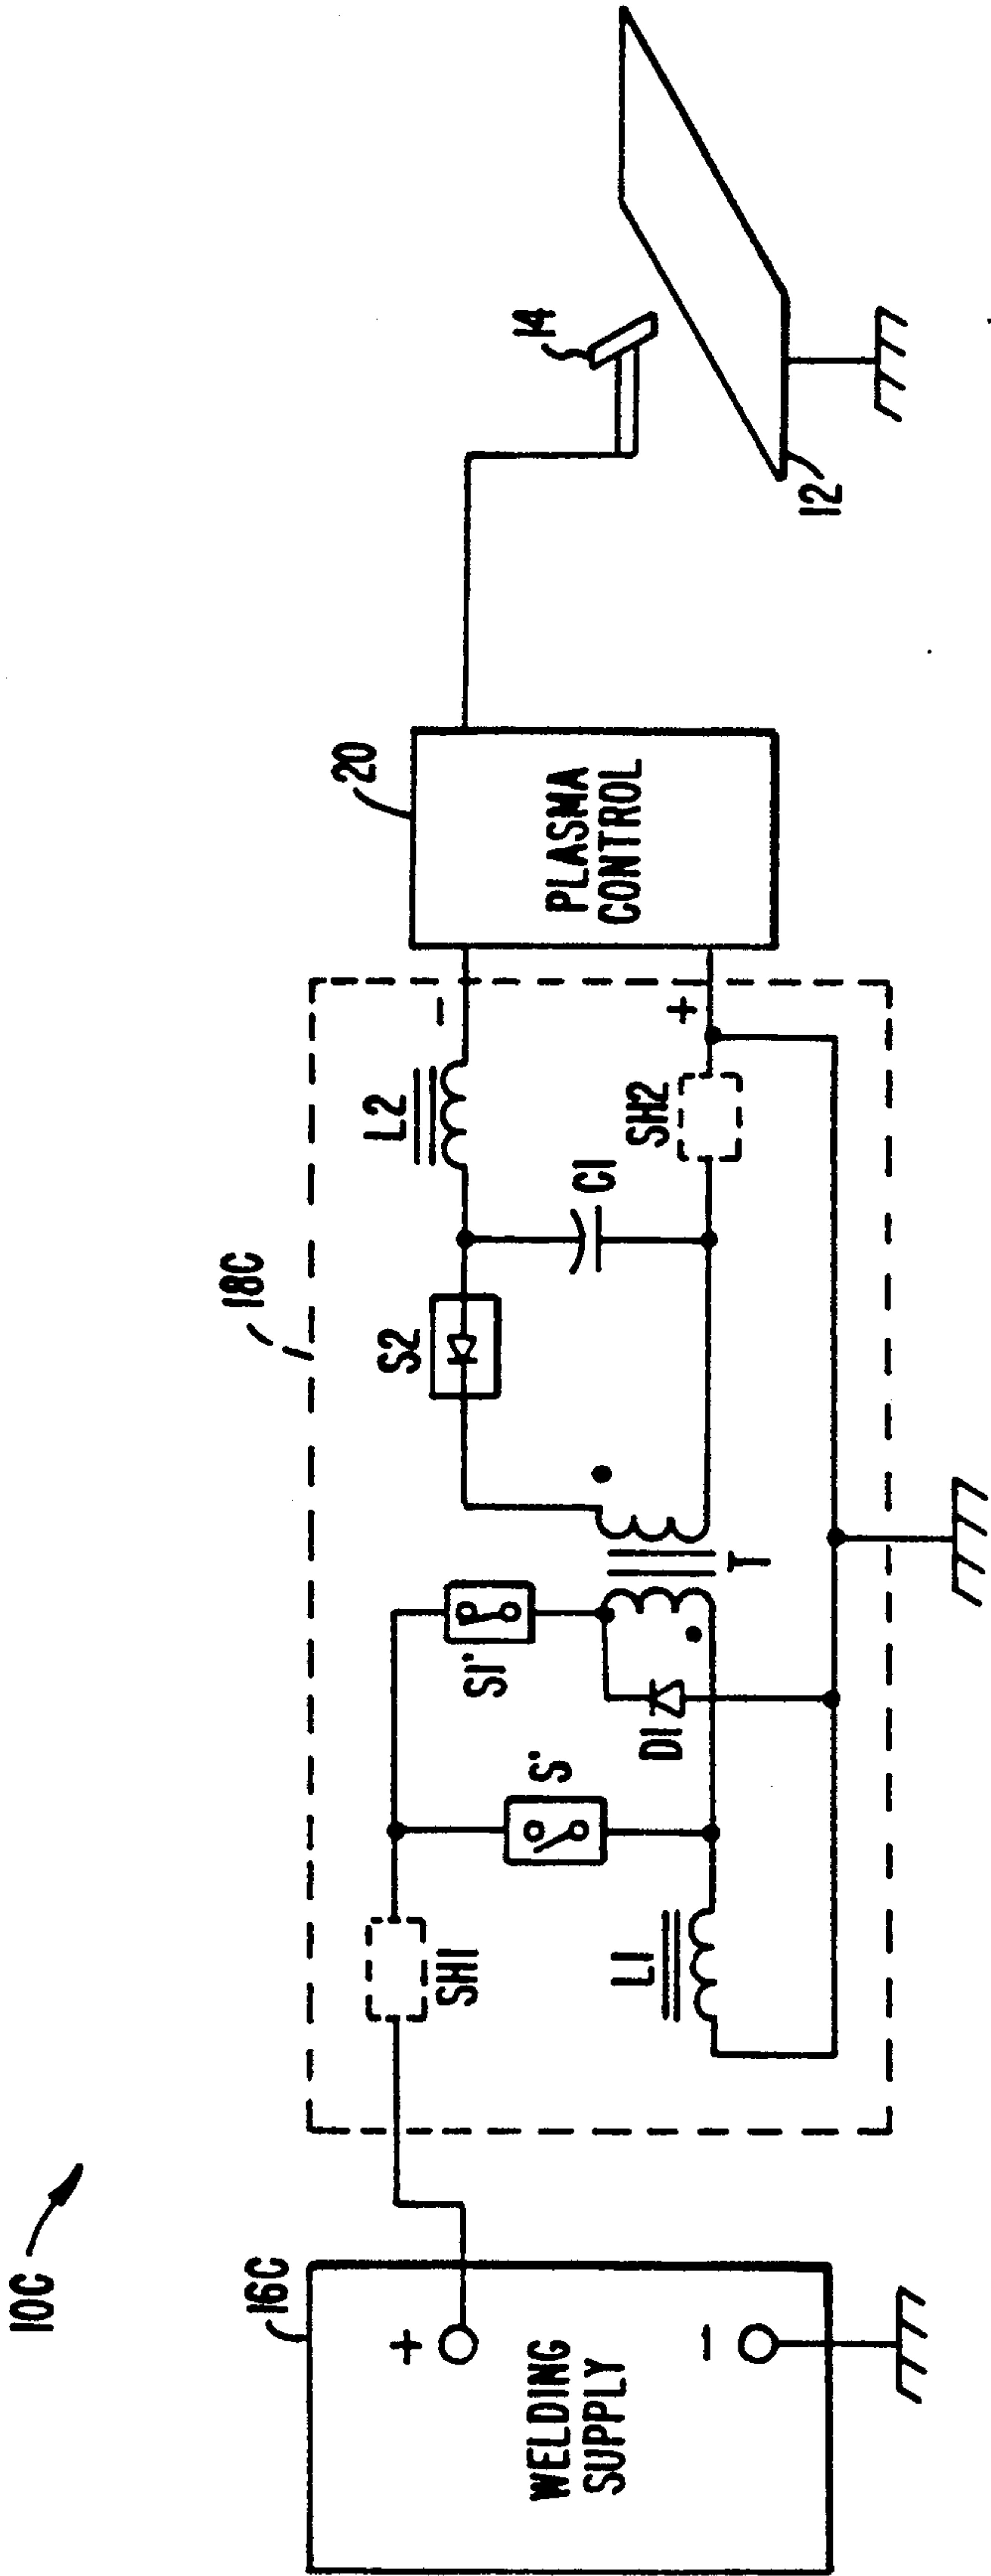 10C
16C
+
-
WELDING
SUPPLY
18C
SH1
S'
S1'
L1
D1
T
S2
L2
C1
SH2
-
+
20
PLASMA
CONTROL
14
12